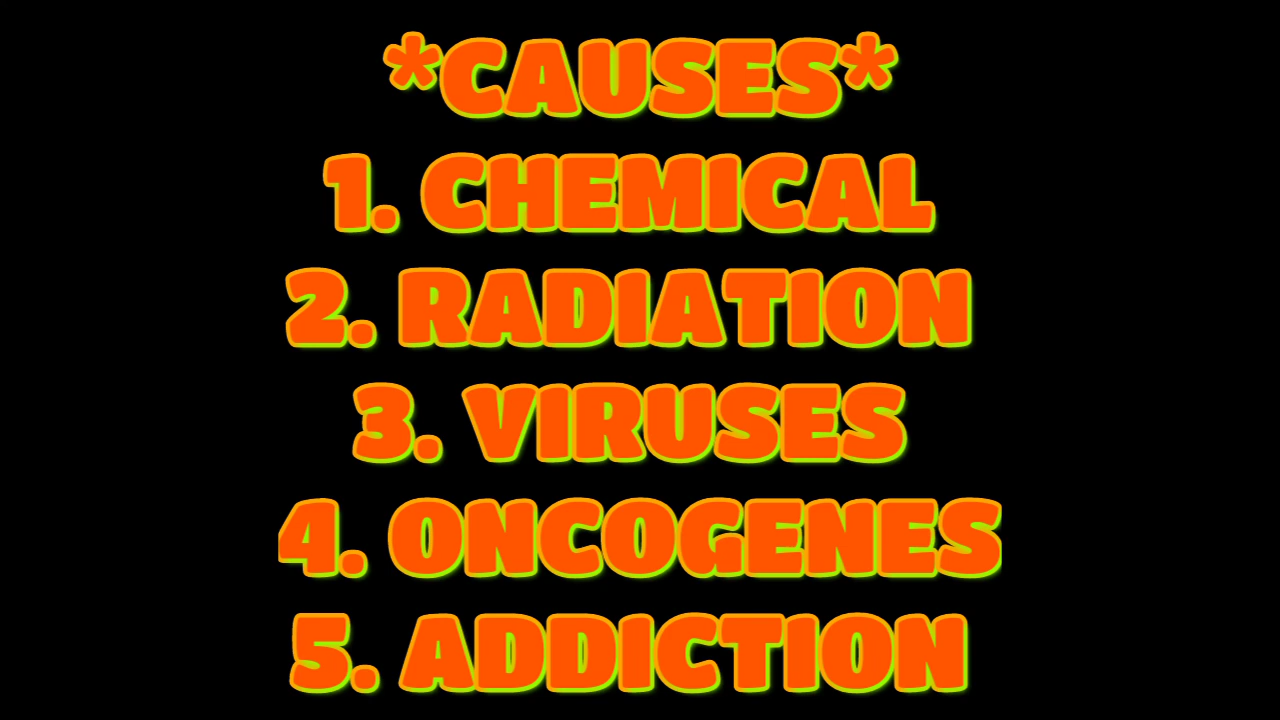 *CAUSES*
1. CHEMICAL
2. RADIATION
3. VIRUSES
4. ONCOGENES
5. ADDICTION